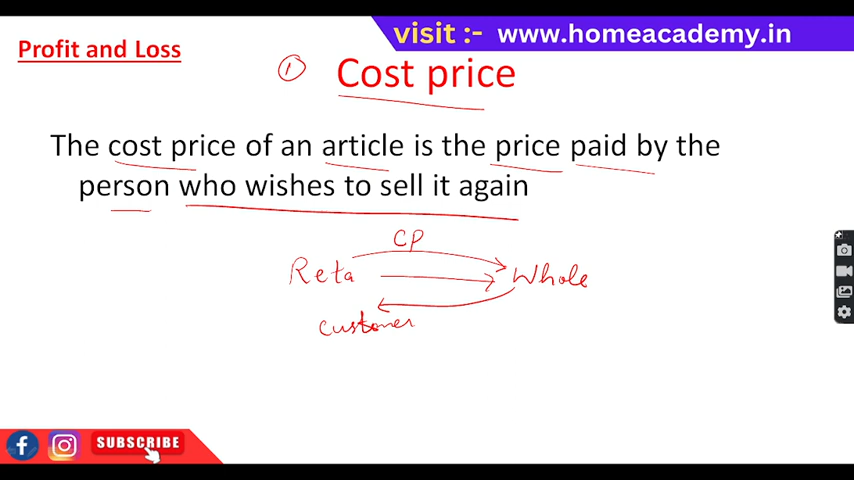 visit :- www.homeacademy.in
Profit and Loss
1 Cost price
The cost price of an article is the price paid by the
person who wishes to sell it again
CP
Reta Whole
customer
SUBSCRIBE